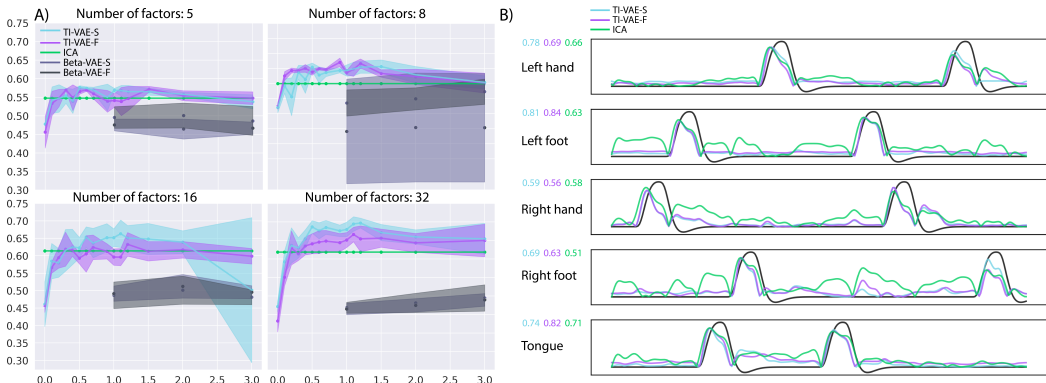 A)
Number of factors: 5
Number of factors: 8
TI-VAE-S
TI-VAE-F
ICA
Beta-VAE-S
Beta-VAE-F
0.75
0.70
0.65
0.60
0.55
0.50
0.45
0.40
0.35
0.30
Number of factors: 16
Number of factors: 32
0.75
0.70
0.65
0.60
0.55
0.50
0.45
0.40
0.35
0.30
0.0 0.5 1.0 1.5 2.0 2.5 3.0
0.0 0.5 1.0 1.5 2.0 2.5 3.0
B)
TI-VAE-S
TI-VAE-F
ICA
0.78 0.69 0.66
Left hand
0.81 0.84 0.63
Left foot
0.59 0.56 0.58
Right hand
0.69 0.63 0.51
Right foot
0.74 0.82 0.71
Tongue